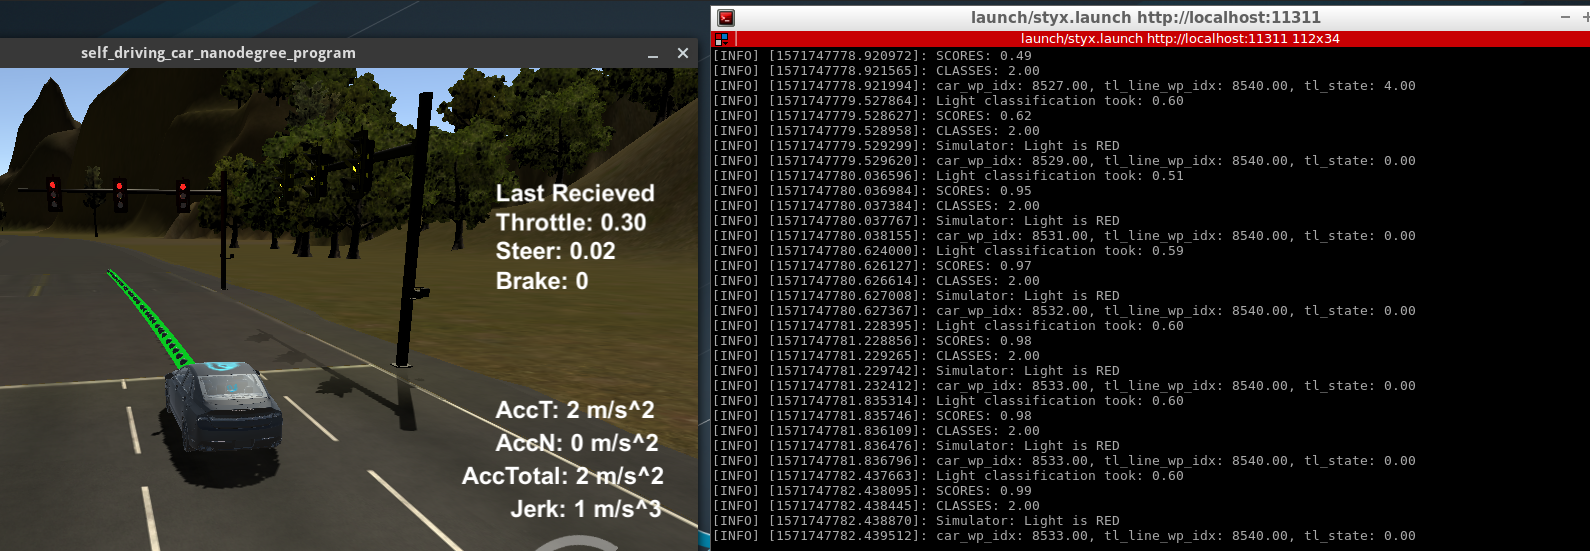 self_driving_car_nanodegree_program
Last Recieved
Throttle: 0.30
Steer: 0.02
Brake: 0
AccT: 2 m/s^2
AccN: 0 m/s^2
AccTotal: 2 m/s^2
Jerk: 1 m/s^3
launch/styx.launch http://localhost:11311
launch/styx.launch http://localhost:11311 112x34
[INFO] [1571747778.920972]: SCORES: 0.49
[INFO] [1571747778.921565]: CLASSES: 2.00
[INFO] [1571747778.921994]: car_wp_idx: 8527.00, tl_line_wp_idx: 8540.00, tl_state: 4.00
[INFO] [1571747779.527864]: Light classification took: 0.60
[INFO] [1571747779.528627]: SCORES: 0.62
[INFO] [1571747779.528958]: CLASSES: 2.00
[INFO] [1571747779.529299]: Simulator: Light is RED
[INFO] [1571747779.529620]: car_wp_idx: 8529.00, tl_line_wp_idx: 8540.00, tl_state: 0.00
[INFO] [1571747780.036596]: Light classification took: 0.51
[INFO] [1571747780.036984]: SCORES: 0.95
[INFO] [1571747780.037384]: CLASSES: 2.00
[INFO] [1571747780.037767]: Simulator: Light is RED
[INFO] [1571747780.038155]: car_wp_idx: 8531.00, tl_line_wp_idx: 8540.00, tl_state: 0.00
[INFO] [1571747780.624000]: Light classification took: 0.59
[INFO] [1571747780.626127]: SCORES: 0.97
[INFO] [1571747780.626614]: CLASSES: 2.00
[INFO] [1571747780.627008]: Simulator: Light is RED
[INFO] [1571747780.627367]: car_wp_idx: 8532.00, tl_line_wp_idx: 8540.00, tl_state: 0.00
[INFO] [1571747781.228395]: Light classification took: 0.60
[INFO] [1571747781.228856]: SCORES: 0.98
[INFO] [1571747781.229265]: CLASSES: 2.00
[INFO] [1571747781.229742]: Simulator: Light is RED
[INFO] [1571747781.232412]: car_wp_idx: 8533.00, tl_line_wp_idx: 8540.00, tl_state: 0.00
[INFO] [1571747781.835314]: Light classification took: 0.60
[INFO] [1571747781.835746]: SCORES: 0.98
[INFO] [1571747781.836109]: CLASSES: 2.00
[INFO] [1571747781.836476]: Simulator: Light is RED
[INFO] [1571747781.836796]: car_wp_idx: 8533.00, tl_line_wp_idx: 8540.00, tl_state: 0.00
[INFO] [1571747782.437663]: Light classification took: 0.60
[INFO] [1571747782.438095]: SCORES: 0.99
[INFO] [1571747782.438445]: CLASSES: 2.00
[INFO] [1571747782.438870]: Simulator: Light is RED
[INFO] [1571747782.439512]: car_wp_idx: 8533.00, tl_line_wp_idx: 8540.00, tl_state: 0.00